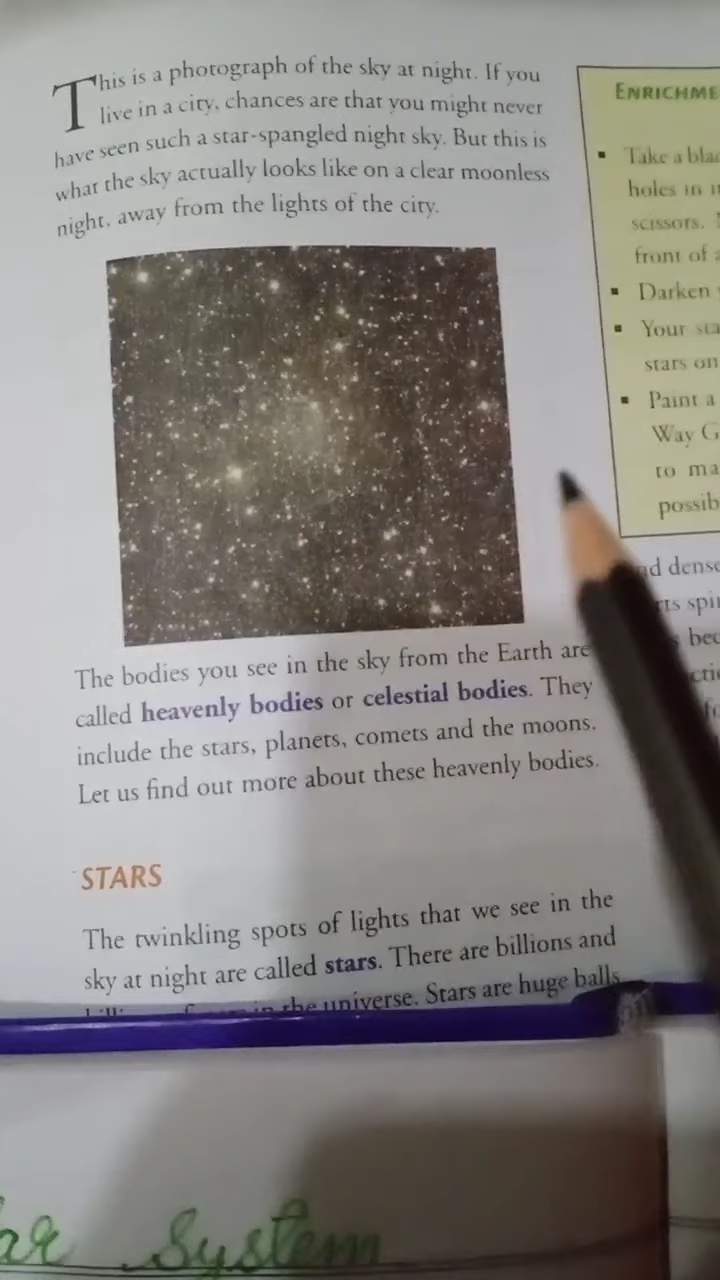 This is a photograph of the sky at night. If you
live in a city, chances are that you might never
have seen such a star-spangled night sky. But this is
what the sky actually looks like on a clear moonless
night, away from the lights of the city.
The bodies you see in the sky from the Earth are
called heavenly bodies or celestial bodies. They
include the stars, planets, comets and the moons.
Let us find out more about these heavenly bodies.
STARS
The twinkling spots of lights that we see in the
sky at night are called stars. There are billions and
in the universe. Stars are huge balls
ENRICHME
▪ Take a bla
holes in
scissors.
front of a
▪ Darken
▪ Your sta
stars on
▪ Paint a
Way G
to ma
possib
dense
spi
System